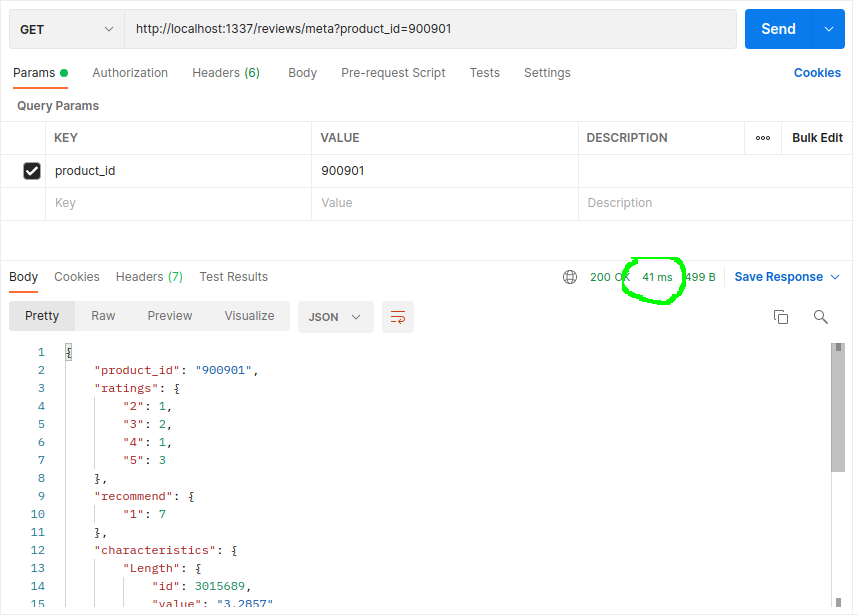 GET http://localhost:1337/reviews/meta?product_id=900901 Send
Params Authorization Headers (6) Body Pre-request Script Tests Settings Cookies
Query Params
KEY VALUE DESCRIPTION ooo Bulk Edit
product_id 900901
Key Value Description
Body Cookies Headers (7) Test Results 200 OK 41 ms 499 B Save Response
Pretty Raw Preview Visualize JSON
1 {
2 "product_id": "900901",
3 "ratings": {
4 "2": 1,
5 "3": 2,
6 "4": 1,
7 "5": 3
8 },
9 "recommend": {
10 "1": 7
11 },
12 "characteristics": {
13 "Length": {
14 "id": 3015689,
15 "value": "3.2857"